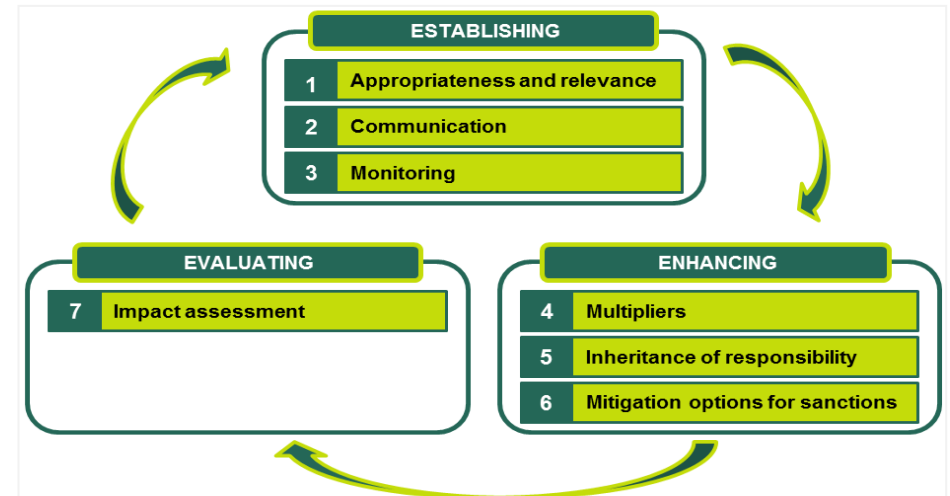 ESTABLISHING
1 Appropriateness and relevance
2 Communication
3 Monitoring
EVALUATING
7 Impact assessment
ENHANCING
4 Multipliers
5 Inheritance of responsibility
6 Mitigation options for sanctions